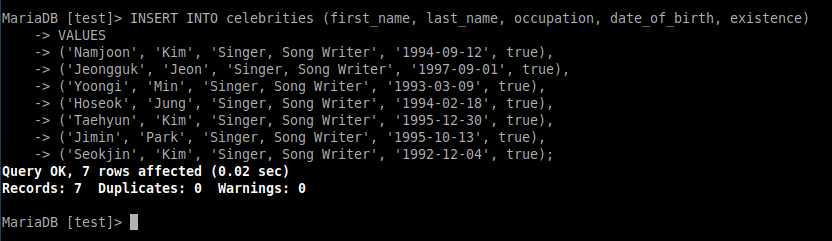 MariaDB [test]> INSERT INTO celebrities (first_name, last_name, occupation, date_of_birth, existence)
    -> VALUES
    -> ('Namjoon', 'Kim', 'Singer, Song Writer', '1994-09-12', true),
    -> ('Jeongguk', 'Jeon', 'Singer, Song Writer', '1997-09-01', true),
    -> ('Yoongi', 'Min', 'Singer, Song Writer', '1993-03-09', true),
    -> ('Hoseok', 'Jung', 'Singer, Song Writer', '1994-02-18', true),
    -> ('Taehyun', 'Kim', 'Singer, Song Writer', '1995-12-30', true),
    -> ('Jimin', 'Park', 'Singer, Song Writer', '1995-10-13', true),
    -> ('Seokjin', 'Kim', 'Singer, Song Writer', '1992-12-04', true);
Query OK, 7 rows affected (0.02 sec)
Records: 7  Duplicates: 0  Warnings: 0
MariaDB [test]>